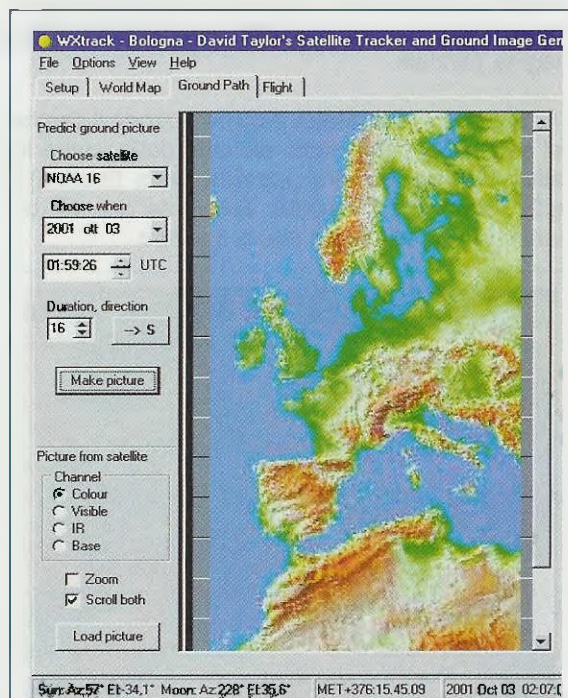 WXtrack - Bologna - David Taylor's Satellite Tracker and Ground Image Gen
File Options View Help
Setup World Map Ground Path Flight
Predict ground picture
Choose satellite
NOAA 16
Choose when
2001 ott 03
01:59:26 UTC
Duration, direction
16 --> S
Make picture
Picture from satellite
Channel
Colour
Visible
IR
Base
Zoom
Scroll both
Load picture
Sun: Az:57° El:-34,1° Moon: Az:228° El:35,6° MET+376:15.45.09 2001 Oct 03 02:07:0